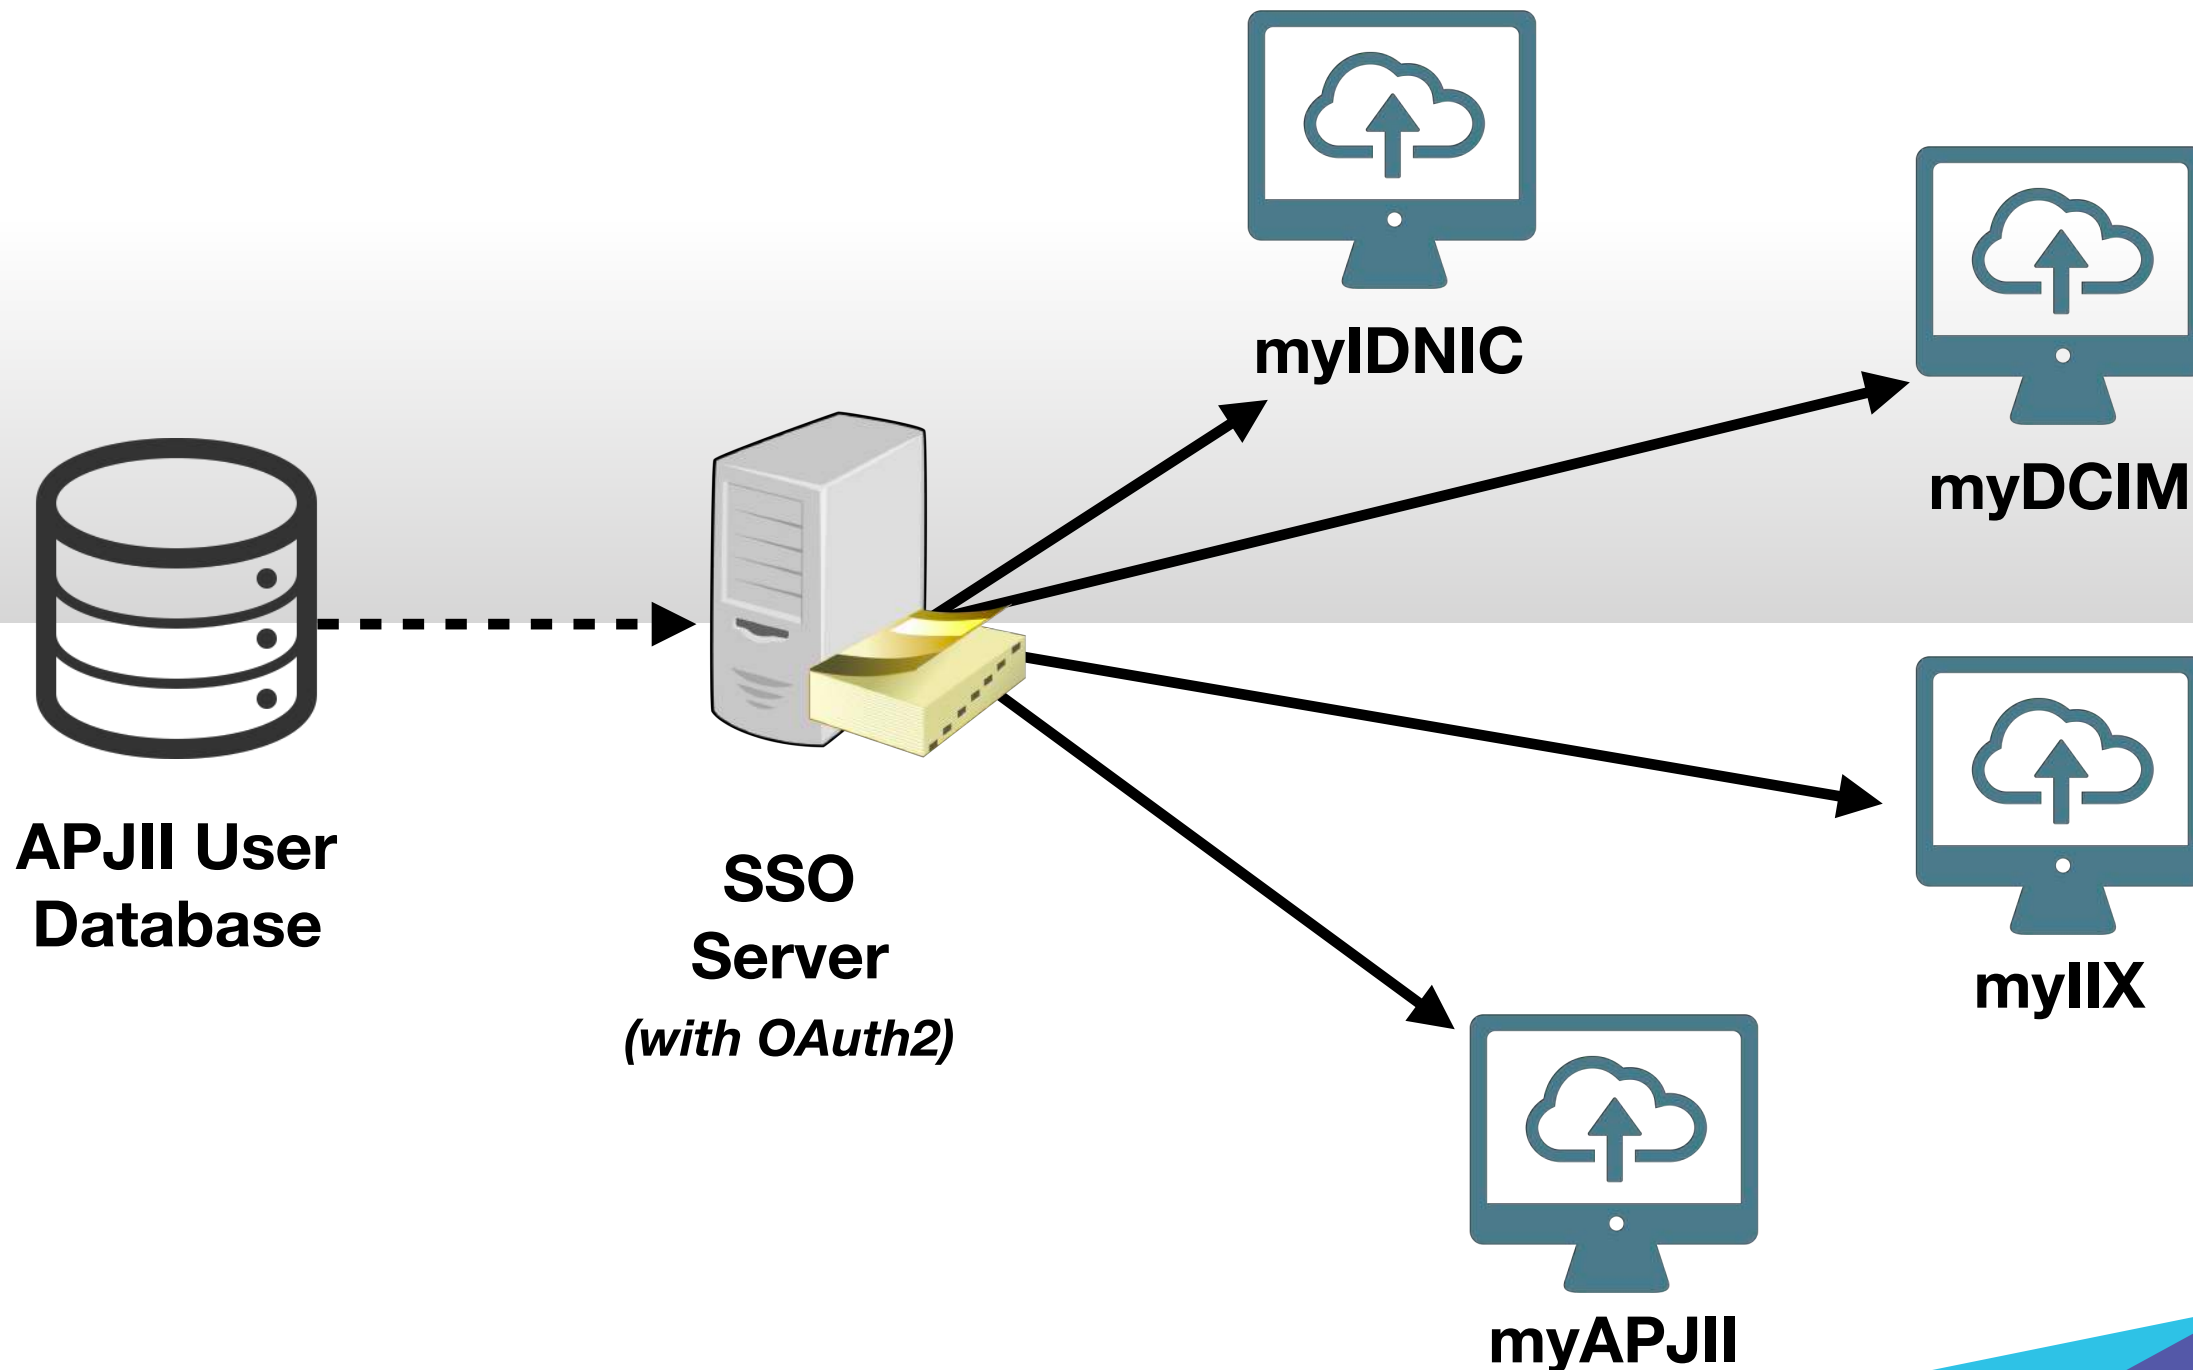 myIDNIC
myDCIM
APJII User
Database
SSO
Server
(with OAuth2)
myIIX
myAPJII